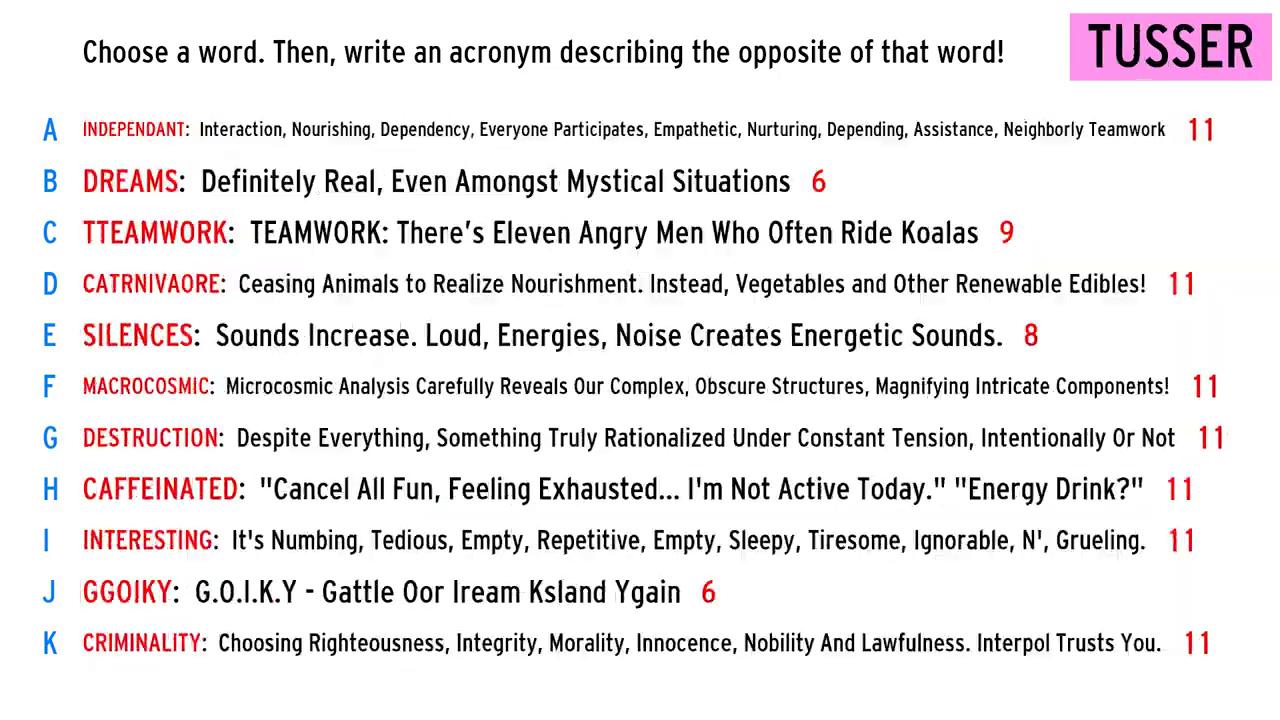 Choose a word. Then, write an acronym describing the opposite of that word!
TUSSER
A INDEPENDANT: Interaction, Nourishing, Dependency, Everyone Participates, Empathetic, Nurturing, Depending, Assistance, Neighborly Teamwork 11
B DREAMS: Definitely Real, Even Amongst Mystical Situations 6
C TTEAMWORK: TEAMWORK: There's Eleven Angry Men Who Often Ride Koalas 9
D CATRNIVAORE: Ceasing Animals to Realize Nourishment. Instead, Vegetables and Other Renewable Edibles! 11
E SILENCES: Sounds Increase. Loud, Energies, Noise Creates Energetic Sounds. 8
F MACROCOSMIC: Microcosmic Analysis Carefully Reveals Our Complex, Obscure Structures, Magnifying Intricate Components! 11
G DESTRUCTION: Despite Everything, Something Truly Rationalized Under Constant Tension, Intentionally Or Not 11
H CAFFEINATED: "Cancel All Fun, Feeling Exhausted... I'm Not Active Today." "Energy Drink?" 11
I INTERESTING: It's Numbing, Tedious, Empty, Repetitive, Empty, Sleepy, Tiresome, Ignorable, N', Grueling. 11
J GGOIKY: G.O.I.K.Y - Gattle Oor Iream Ksland Ygain 6
K CRIMINALITY: Choosing Righteousness, Integrity, Morality, Innocence, Nobility And Lawfulness. Interpol Trusts You. 11